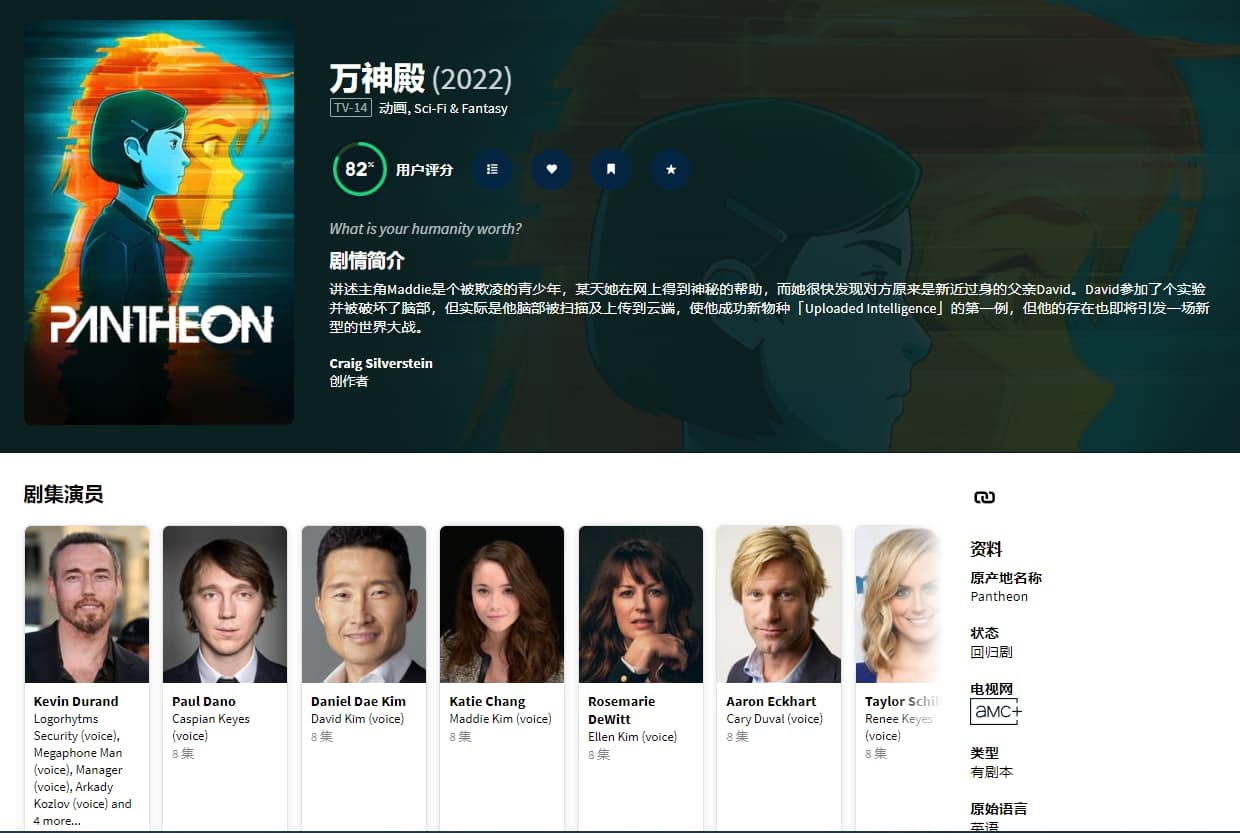 PANTHEON
万神殿 (2022)
TV-14 动画, Sci-Fi & Fantasy
82% 用户评分
What is your humanity worth?
剧情简介
讲述主角Maddie是个被欺凌的青少年，某天她在网上得到神秘的帮助，而她很快发现对方原来是新近过身的父亲David。David参加了个实验
并被破坏了脑部，但实际是他脑部被扫描及上传到云端，使他成功新物种「Uploaded Intelligence」的第一例，但他的存在也即将引发一场新
型的世界大战。
Craig Silverstein
创作者
剧集演员
Kevin Durand
Logorhytms
Security (voice),
Megaphone Man
(voice), Manager
(voice), Arkady
Kozlov (voice) and
4 more...
Paul Dano
Caspian Keyes
(voice)
8 集
Daniel Dae Kim
David Kim (voice)
8 集
Katie Chang
Maddie Kim (voice)
8 集
Rosemarie
DeWitt
Ellen Kim (voice)
8 集
Aaron Eckhart
Cary Duval (voice)
8 集
Taylor Schil
Renee Keyes
(voice)
8 集
资料
原产地名称
Pantheon
状态
回归剧
电视网
aMC+
类型
有剧本
原始语言
英语